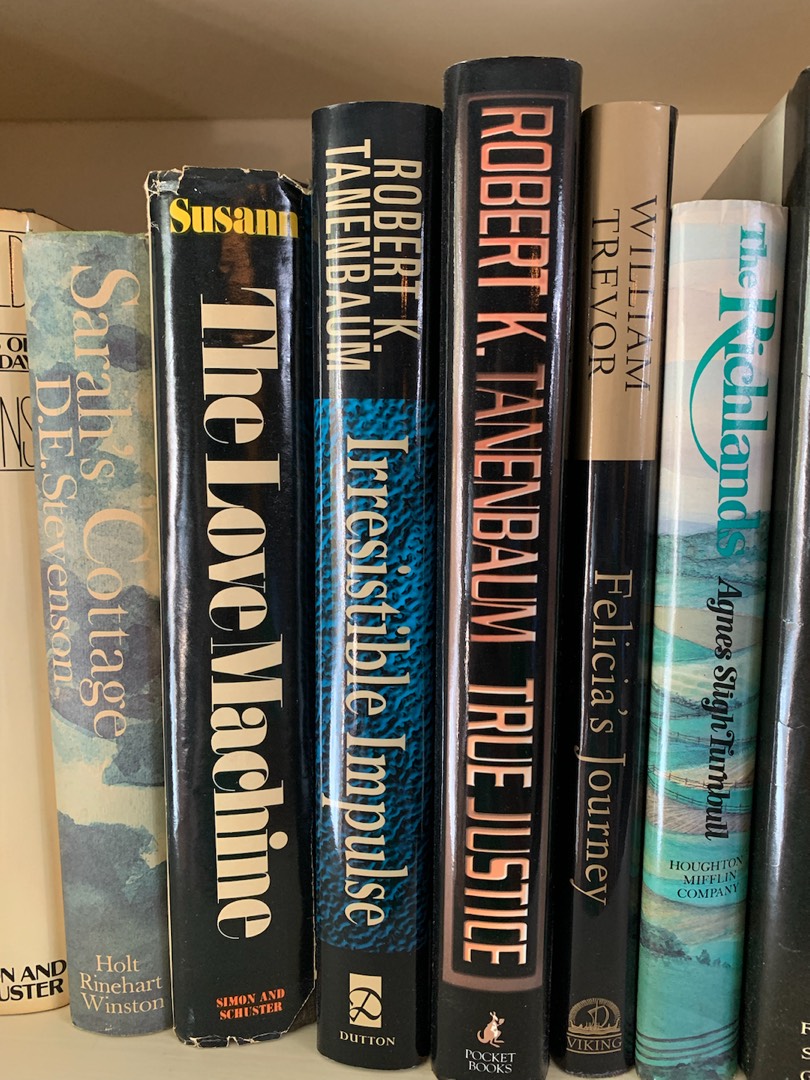 Sarah's Cottage
D.E.Stevenson
Holt
Rinehart
Winston
Susann
The Love Machine
SIMON AND
SCHUSTER
ROBERT K.
TANENBAUM
Irresistible Impulse
DUTTON
ROBERT K. TANENBAUM TRUE JUSTICE
POCKET
BOOKS
WILLIAM
TREVOR
Felicia's Journey
VIKING
The Richlands
Agnes Sligh Turnbull
HOUGHTON
MIFFLIN
COMPANY